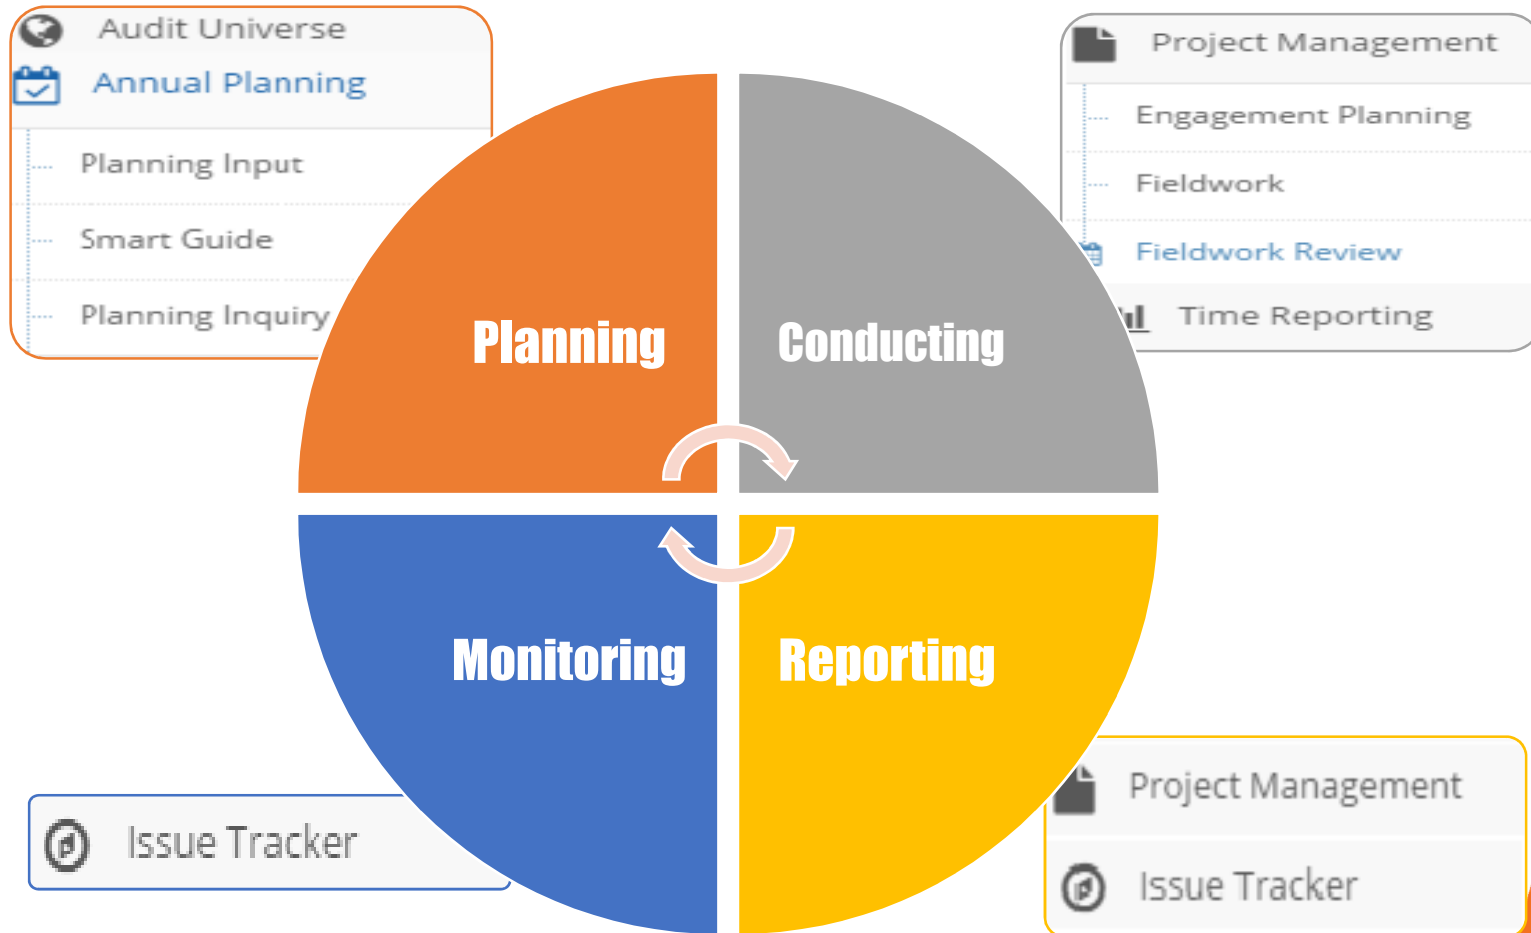 Audit Universe
Annual Planning
Planning Input
Smart Guide
Planning Inquiry
Project Management
Engagement Planning
Fieldwork
Fieldwork Review
Time Reporting
Planning
Conducting
Monitoring
Reporting
Issue Tracker
Project Management
Issue Tracker